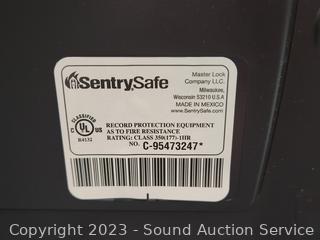 SentrySafe
Master Lock
Company LLC.
Milwaukee,
Wisconsin 53210 U.S.A
MADE IN MEXICO
www.sentrysafe.com
CLASSIFIED
C UL US
R4132
RECORD PROTECTION EQUIPMENT
AS TO FIRE RESISTANCE
RATING: CLASS 350(177)-1HR
NO. C-95473247*
Copyright 2023 - Sound Auction Service